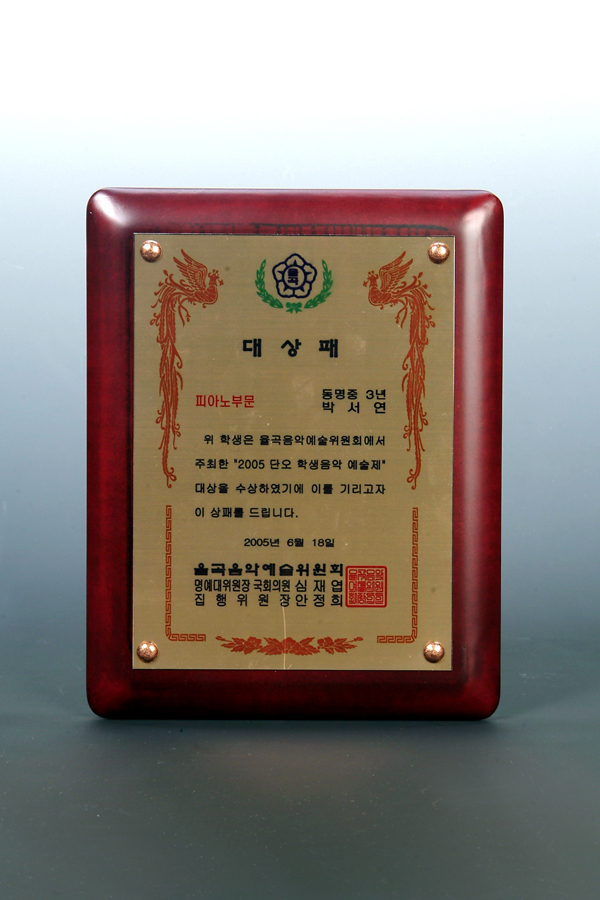 율곡
대상패
피아노부문
동명중 3년
박서연
위 학생은 율곡음악예술위원회에서
주최한 "2005 단오 학생음악 예술제"
대상을 수상하였기에 이를 기리고자
이 상패를 드립니다.
2005년 6월 18일
율곡음악예술위원회
명예대위원장 국회의원 심재엽
집행위원장안정희